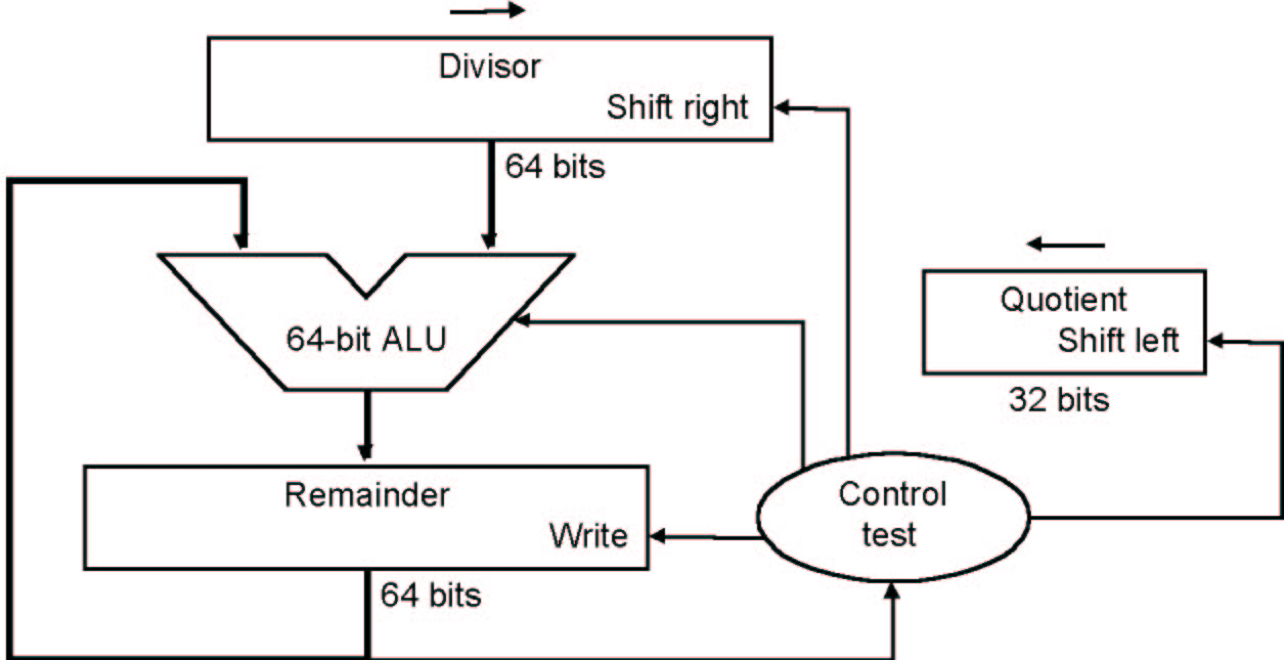 Divisor
Shift right
64 bits
64-bit ALU
Quotient
Shift left
32 bits
Remainder
Write
64 bits
Control
test